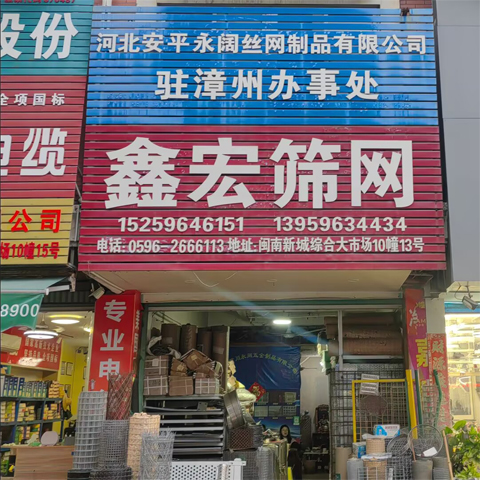 河北安平永阔丝网制品有限公司
驻漳州办事处
鑫宏筛网
15259646151 13959634434
电话: 0596-2666113 地址:闽南新城综合大市场10幢13号
股份
全项国标
电缆
公司
场10幢15号
8900
专业电